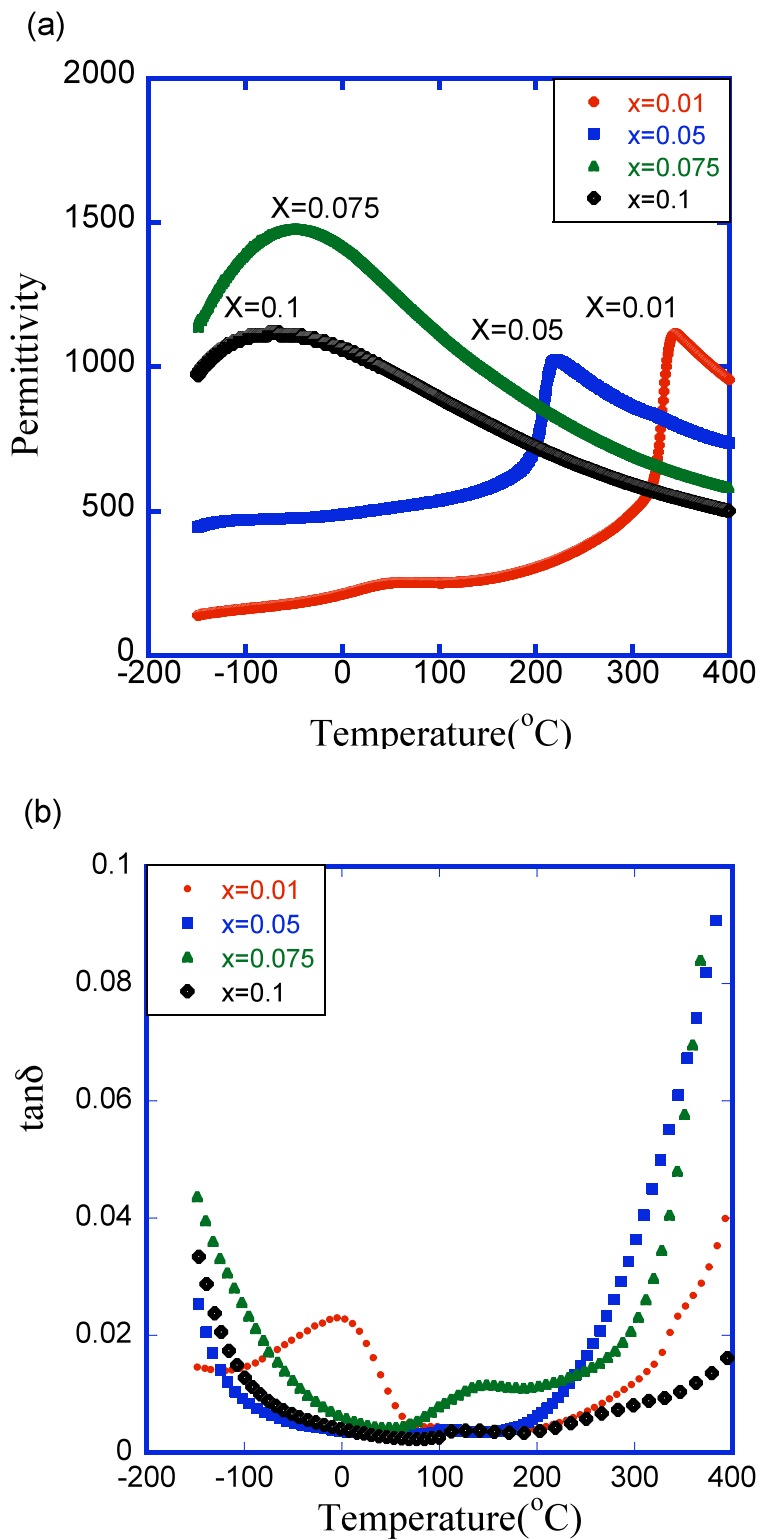 (a)
2000
x=0.01
x=0.05
x=0.075
x=0.1
X=0.075
1500
X=0.1
X=0.05
X=0.01
1000
Permittivity
500
0
-200 -100 0 100 200 300 400
Temperature(°C)
(b)
0.1
x=0.01
x=0.05
x=0.075
x=0.1
0.08
0.06
tanδ
0.04
0.02
0
-200 -100 0 100 200 300 400
Temperature(°C)